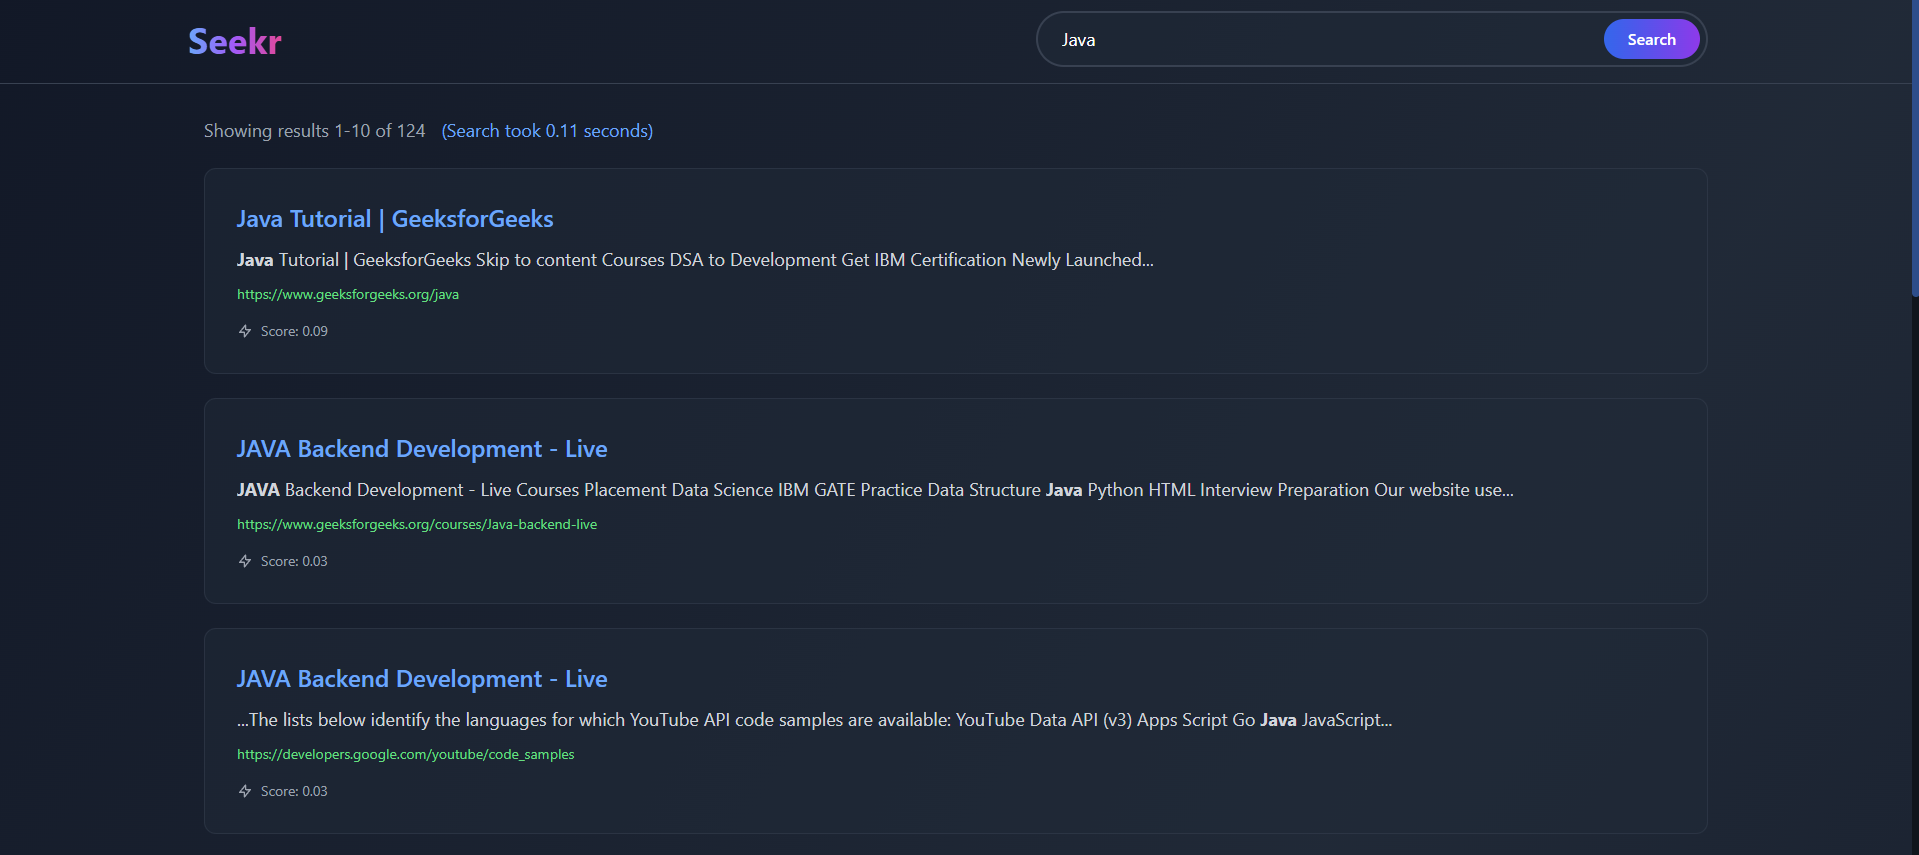 Seekr
Java
Search
Showing results 1-10 of 124 (Search took 0.11 seconds)
Java Tutorial | GeeksforGeeks
Java Tutorial | GeeksforGeeks Skip to content Courses DSA to Development Get IBM Certification Newly Launched...
https://www.geeksforgeeks.org/java
Score: 0.09
JAVA Backend Development - Live
JAVA Backend Development - Live Courses Placement Data Science IBM GATE Practice Data Structure Java Python HTML Interview Preparation Our website use...
https://www.geeksforgeeks.org/courses/Java-backend-live
Score: 0.03
JAVA Backend Development - Live
...The lists below identify the languages for which YouTube API code samples are available: YouTube Data API (v3) Apps Script Go Java JavaScript...
https://developers.google.com/youtube/code_samples
Score: 0.03